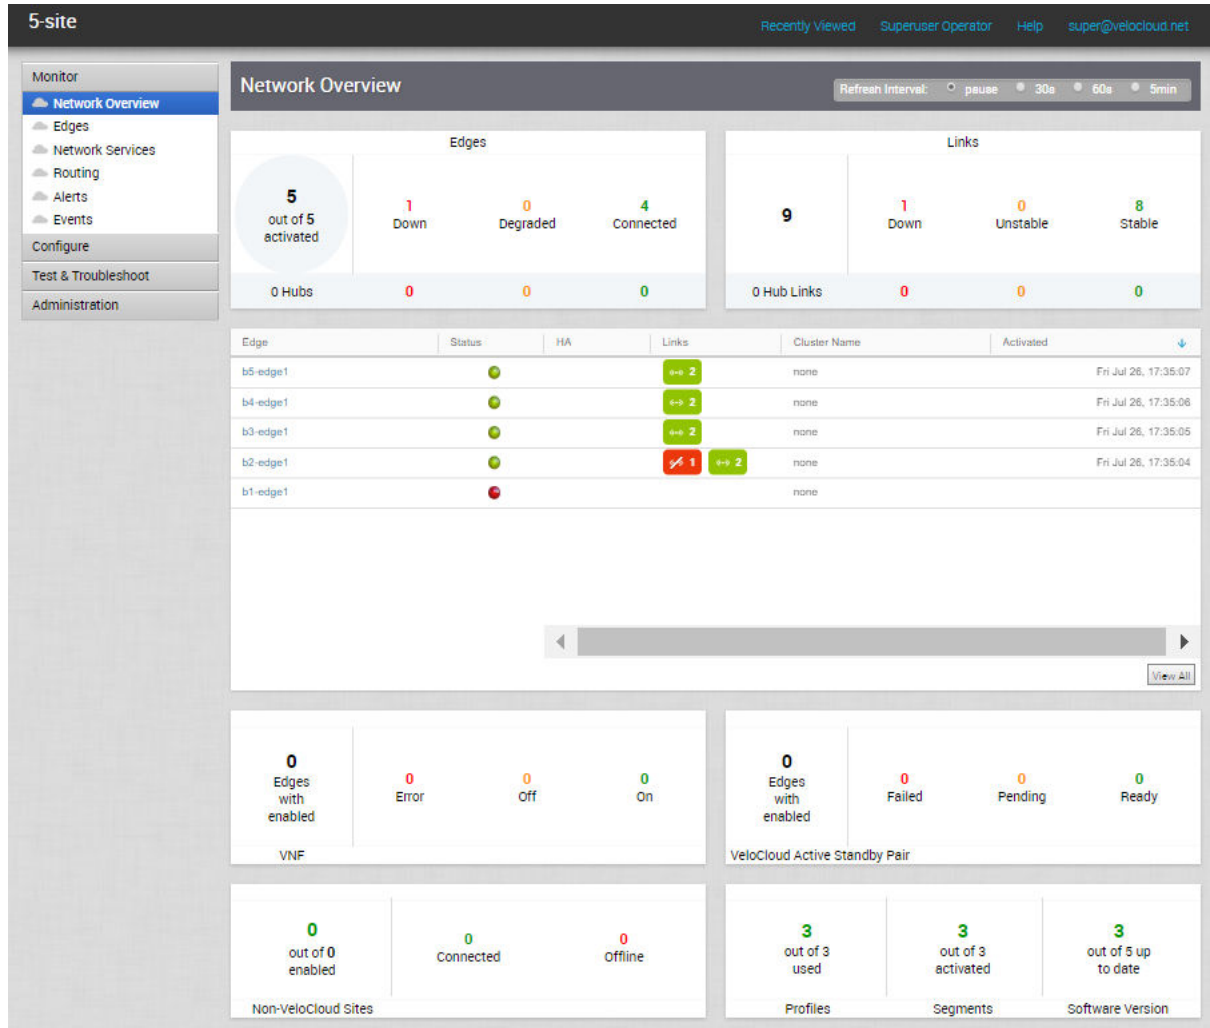 5-site
Recently Viewed Superuser Operator Help super@velocloud.net
Monitor
Network Overview
Edges
Network Services
Routing
Alerts
Events
Configure
Test & Troubleshoot
Administration
Network Overview
Refresh Interval: pause 30s 60s 5min
Edges
5
out of 5
activated
1
Down
0
Degraded
4
Connected
0 Hubs 0 0 0
Links
9
1
Down
0
Unstable
8
Stable
0 Hub Links 0 0 0
Edge Status HA Links Cluster Name Activated
b5-edge1 2 none Fri Jul 26, 17:35:07
b4-edge1 2 none Fri Jul 26, 17:35:06
b3-edge1 2 none Fri Jul 26, 17:35:05
b2-edge1 1 2 none Fri Jul 26, 17:35:04
b1-edge1 none
View All
0
Edges
with
enabled
0
Error
0
Off
0
On
VNF
0
Edges
with
enabled
0
Failed
0
Pending
0
Ready
VeloCloud Active Standby Pair
0
out of 0
enabled
0
Connected
0
Offline
Non-VeloCloud Sites
3
out of 3
used
Profiles
3
out of 3
activated
Segments
3
out of 5 up
to date
Software Version